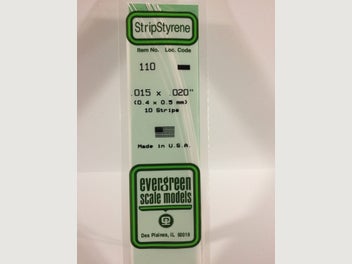 StripStyrene
Item No. Loc. Code
110
.015 x .020"
(0.4 x 0.5 mm)
10 Strips
Made in U.S.A.
evergreen
scale models
Des Plaines, IL 60018